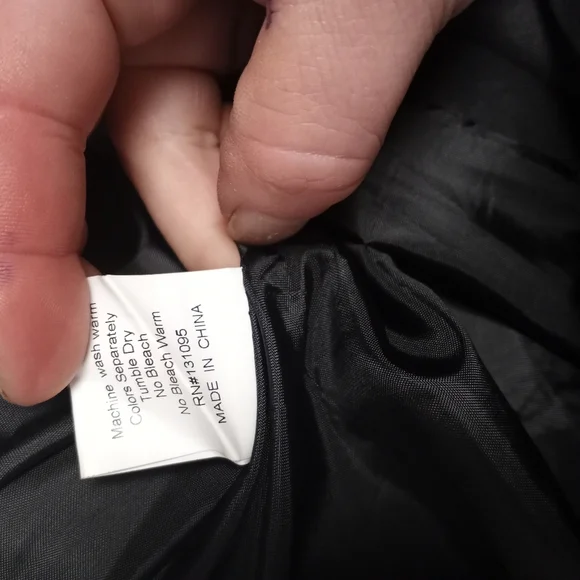 Machine wash warm
Colors Separately
Tumble Dry
No Bleach
No Bleach Warm
RN#131095
MADE IN CHINA